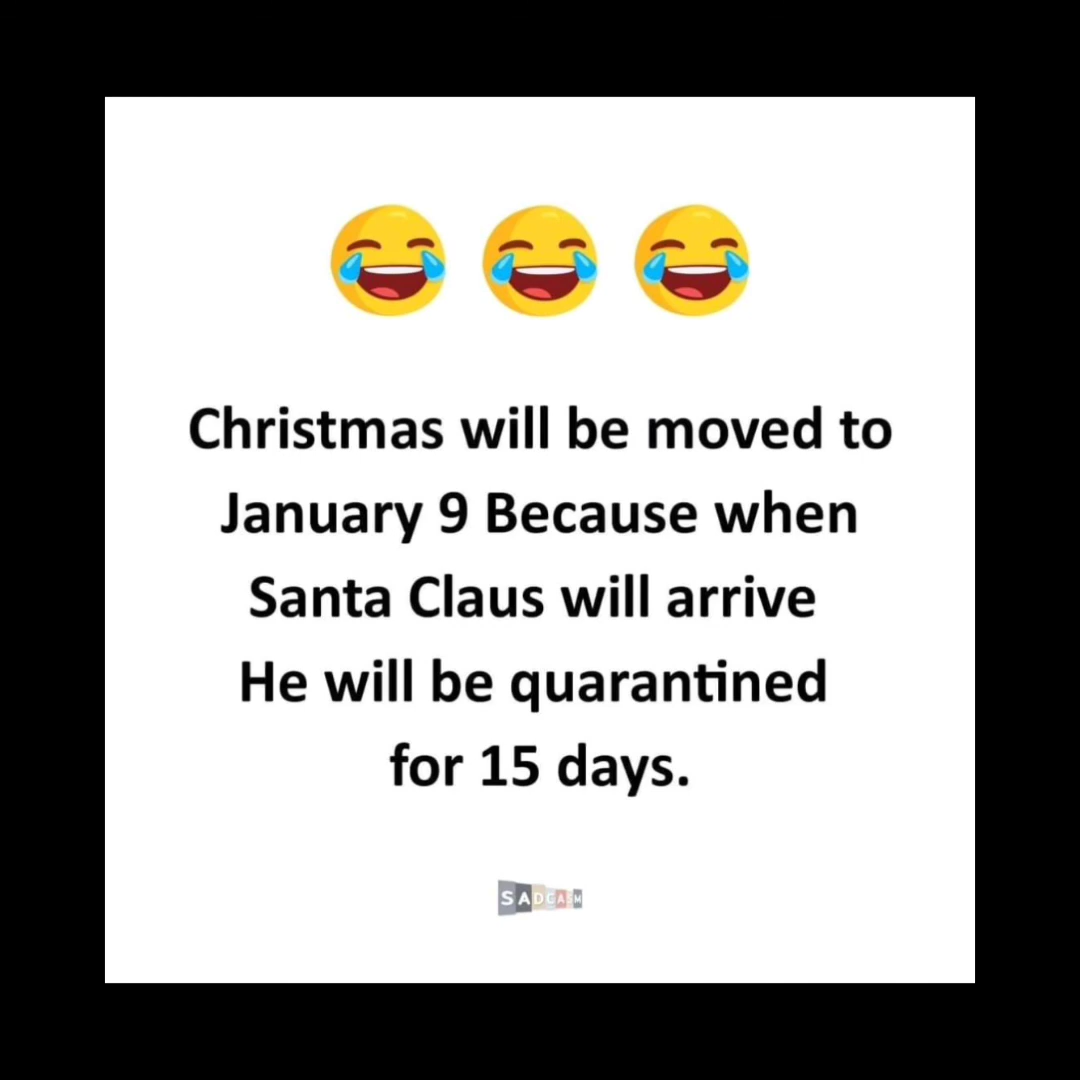 Christmas will be moved to
January 9 Because when
Santa Claus will arrive
He will be quarantined
for 15 days.
SADCASM